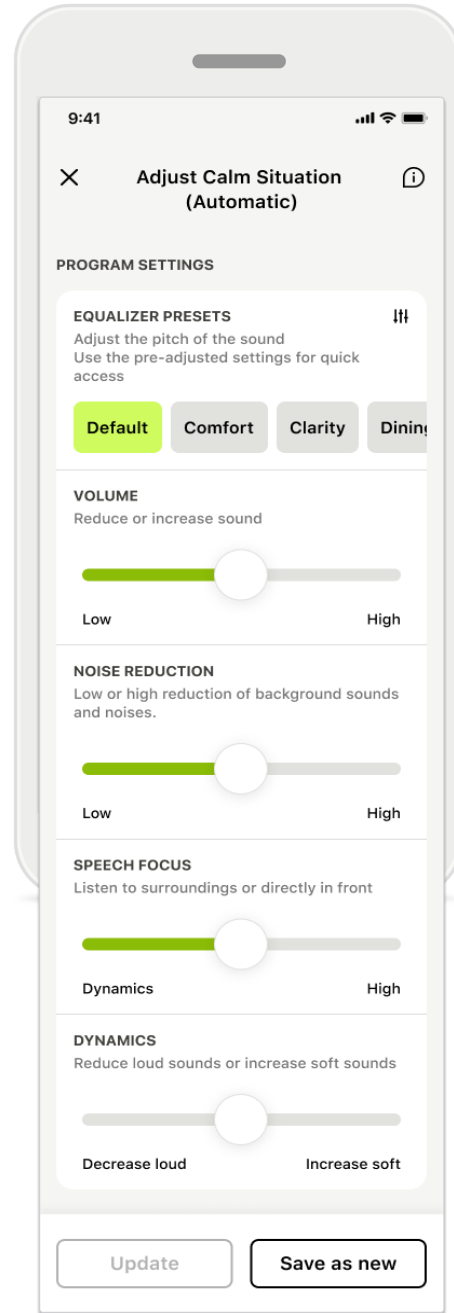 9:41
Adjust Calm Situation
(Automatic)
PROGRAM SETTINGS
EQUALIZER PRESETS
Adjust the pitch of the sound
Use the pre-adjusted settings for quick
access
Default Comfort Clarity Dining
VOLUME
Reduce or increase sound
Low High
NOISE REDUCTION
Low or high reduction of background sounds
and noises.
Low High
SPEECH FOCUS
Listen to surroundings or directly in front
Dynamics High
DYNAMICS
Reduce loud sounds or increase soft sounds
Decrease loud Increase soft
Update Save as new